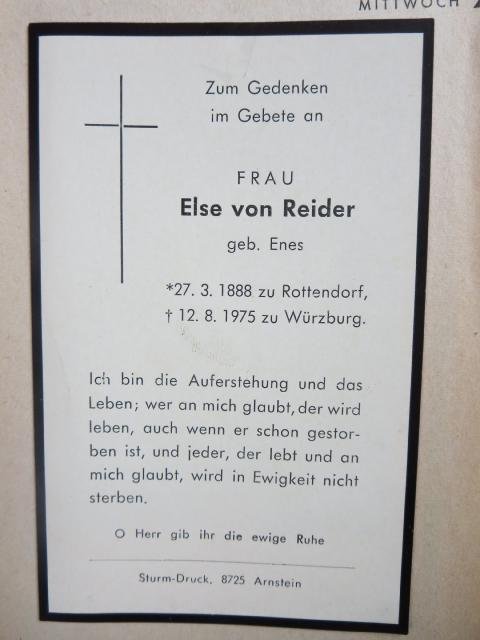 MITTWOCH
Zum Gedenken
im Gebete an
FRAU
Else von Reider
geb. Enes
*27. 3. 1888 zu Rottendorf,
† 12. 8. 1975 zu Würzburg.
Ich bin die Auferstehung und das
Leben; wer an mich glaubt, der wird
leben, auch wenn er schon gestor-
ben ist, und jeder, der lebt und an
mich glaubt, wird in Ewigkeit nicht
sterben.
O Herr gib ihr die ewige Ruhe
Sturm-Druck, 8725 Arnstein